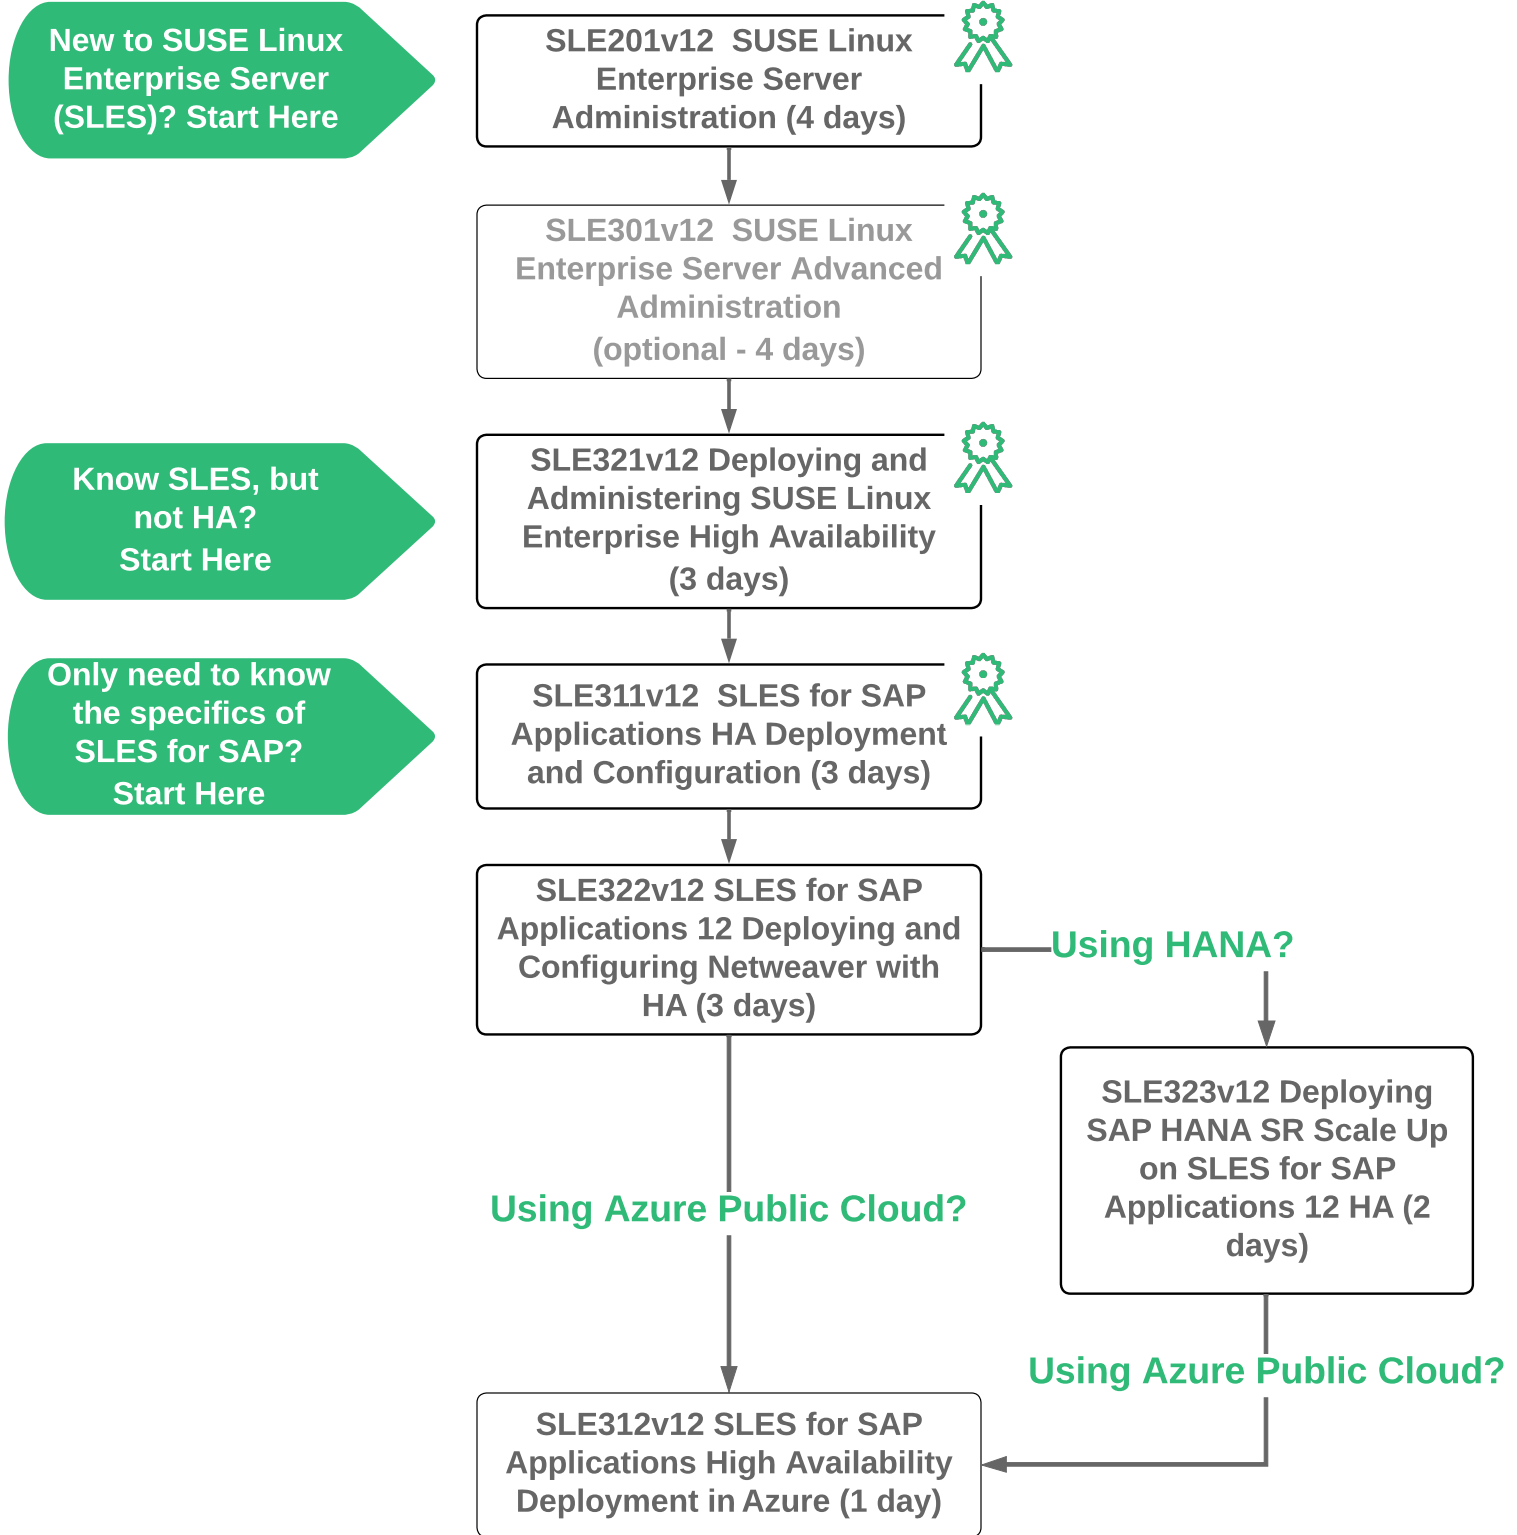 New to SUSE Linux
Enterprise Server
(SLES)? Start Here
SLE201v12  SUSE Linux
Enterprise Server
Administration (4 days)
SLE301v12  SUSE Linux
Enterprise Server Advanced
Administration
(optional - 4 days)
Know SLES, but
not HA?
Start Here
SLE321v12 Deploying and
Administering SUSE Linux
Enterprise High Availability
(3 days)
Only need to know
the specifics of
SLES for SAP?
Start Here
SLE311v12  SLES for SAP
Applications HA Deployment
and Configuration (3 days)
SLE322v12 SLES for SAP
Applications 12 Deploying and
Configuring Netweaver with
HA (3 days)
Using HANA?
SLE323v12 Deploying
SAP HANA SR Scale Up
on SLES for SAP
Applications 12 HA (2
days)
Using Azure Public Cloud?
Using Azure Public Cloud?
SLE312v12 SLES for SAP
Applications High Availability
Deployment in Azure (1 day)